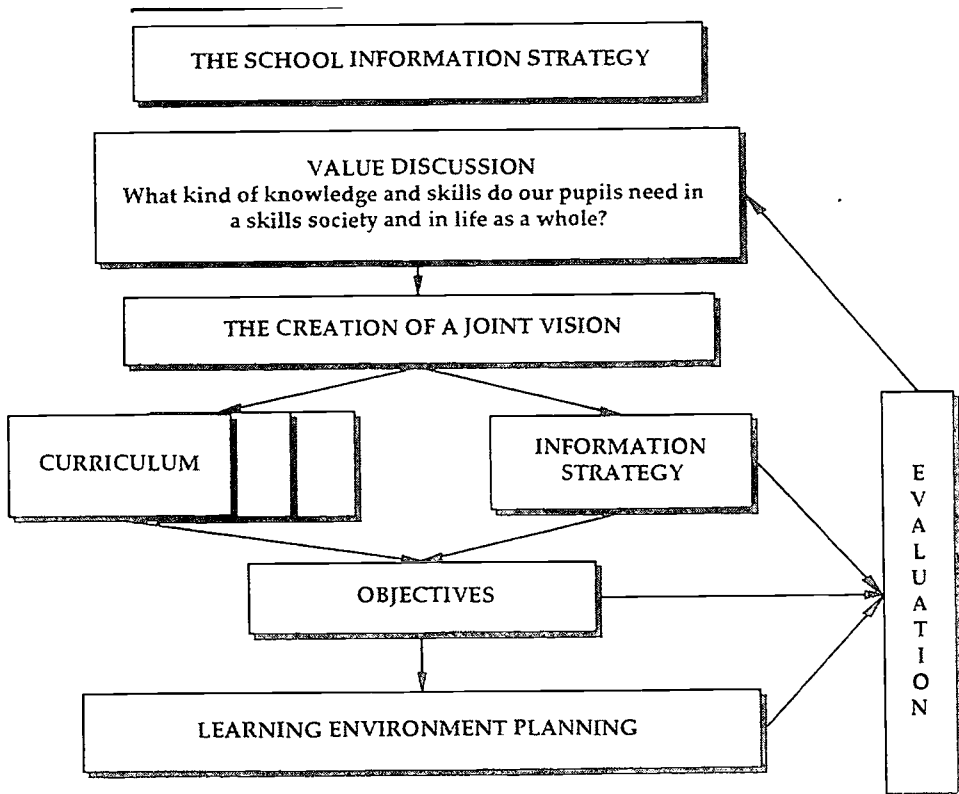 THE SCHOOL INFORMATION STRATEGY
VALUE DISCUSSION
What kind of knowledge and skills do our pupils need in
a skills society and in life as a whole?
THE CREATION OF A JOINT VISION
CURRICULUM
INFORMATION
STRATEGY
OBJECTIVES
LEARNING ENVIRONMENT PLANNING
EVALUATION